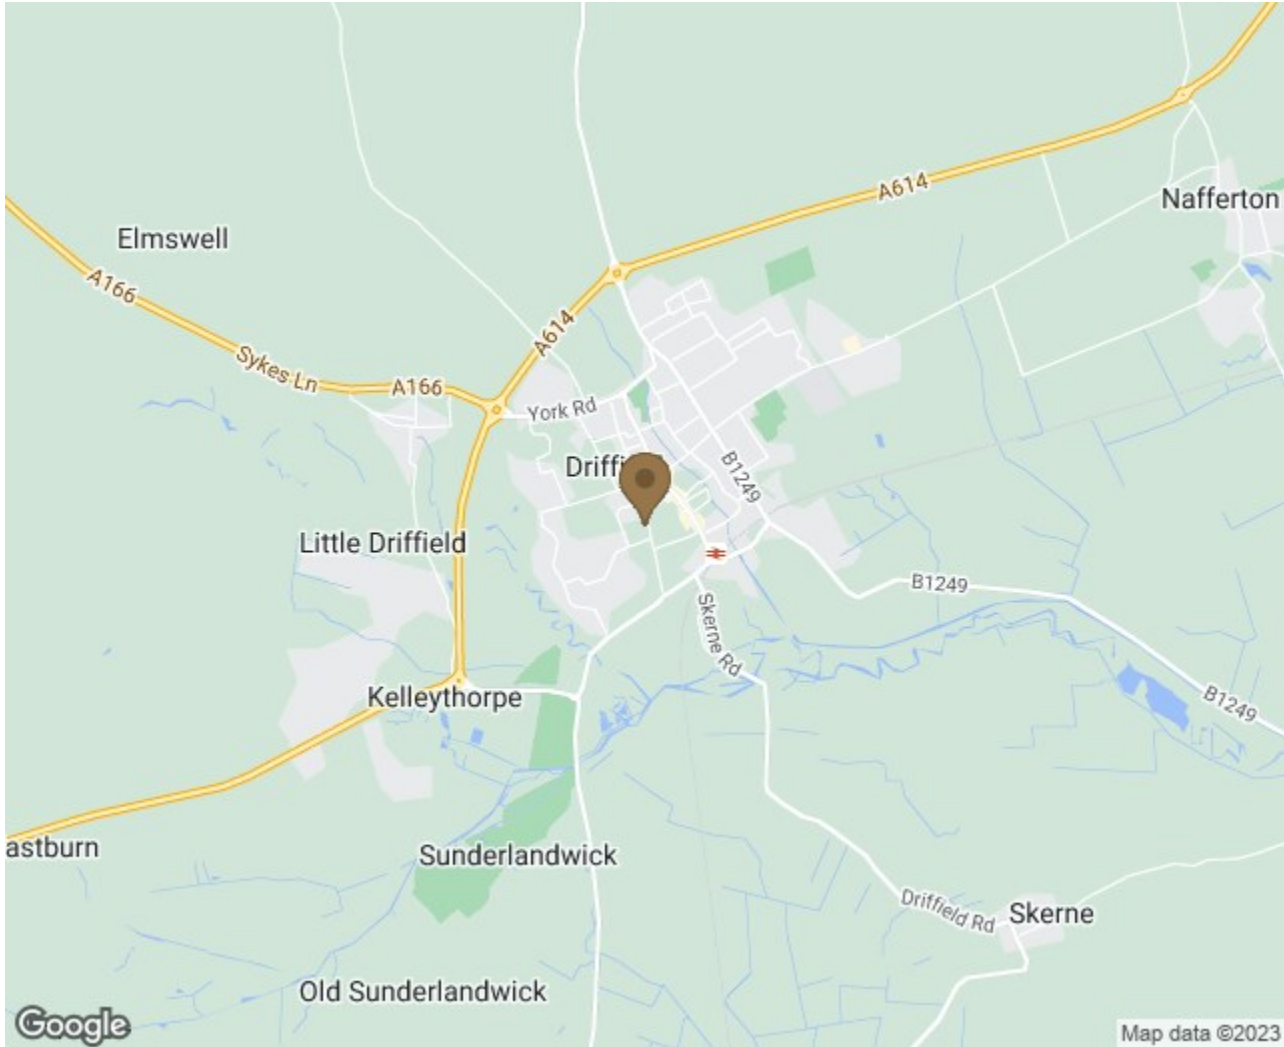 A614
Nafferton
Elmswell
A166
A614
Sykes Ln
A166
York Rd
Driffi
B1249
Little Driffield
B1249
Skerne Rd
Kelleythorpe
B1249
astburn
Sunderlandwick
Driffield Rd
Skerne
Old Sunderlandwick
Google
Map data ©2023